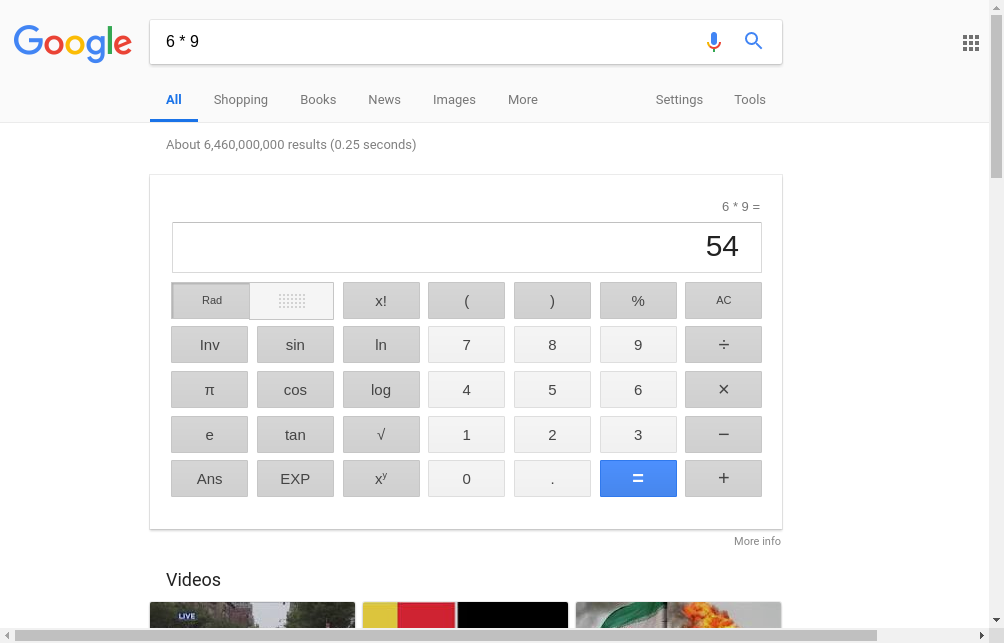 Google
6 * 9
All Shopping Books News Images More Settings Tools
About 6,460,000,000 results (0.25 seconds)
6 * 9 =
54
Rad x! ( ) % AC
Inv sin ln 7 8 9 ÷
π cos log 4 5 6 ×
e tan √ 1 2 3 −
Ans EXP xʸ 0 . = +
More info
Videos
LIVE